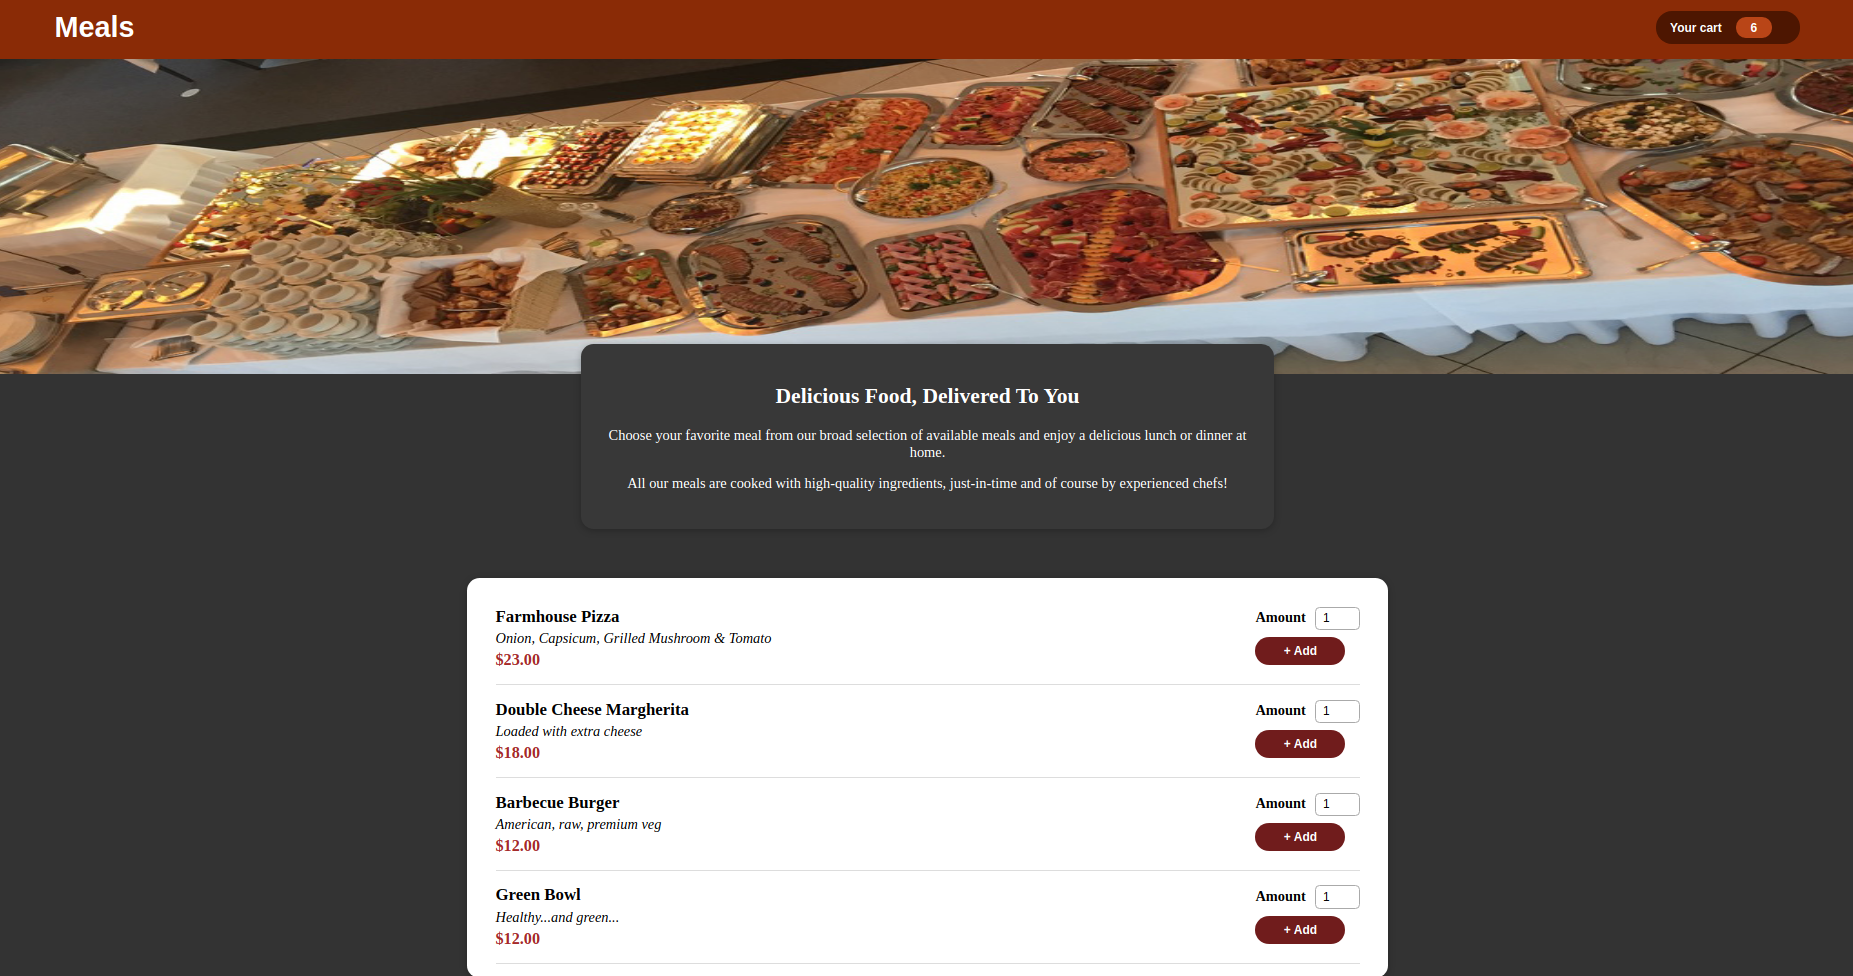 Meals
Your cart 6
Delicious Food, Delivered To You
Choose your favorite meal from our broad selection of available meals and enjoy a delicious lunch or dinner at
home.
All our meals are cooked with high-quality ingredients, just-in-time and of course by experienced chefs!
Farmhouse Pizza
Onion, Capsicum, Grilled Mushroom & Tomato
$23.00
Amount 1
+ Add
Double Cheese Margherita
Loaded with extra cheese
$18.00
Amount 1
+ Add
Barbecue Burger
American, raw, premium veg
$12.00
Amount 1
+ Add
Green Bowl
Healthy...and green...
$12.00
Amount 1
+ Add